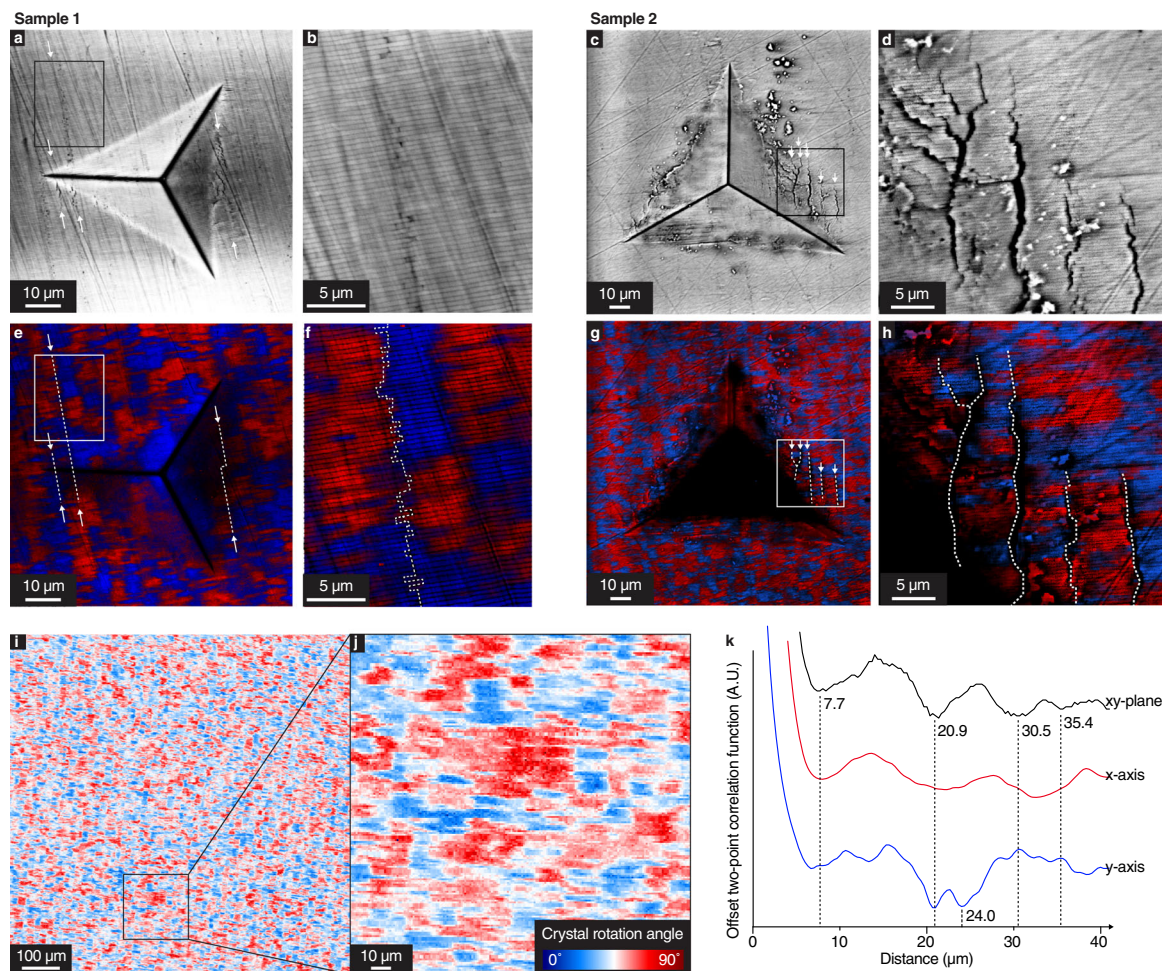 Sample 1
Sample 2
a
b
c
d
10 µm
5 µm
10 µm
5 µm
e
f
g
h
10 µm
5 µm
10 µm
5 µm
i
j
k
100 µm
10 µm
Crystal rotation angle
0°
90°
Offset two-point correlation function (A.U.)
7.7
20.9
30.5
35.4
24.0
xy-plane
x-axis
y-axis
0
10
20
30
40
Distance (µm)